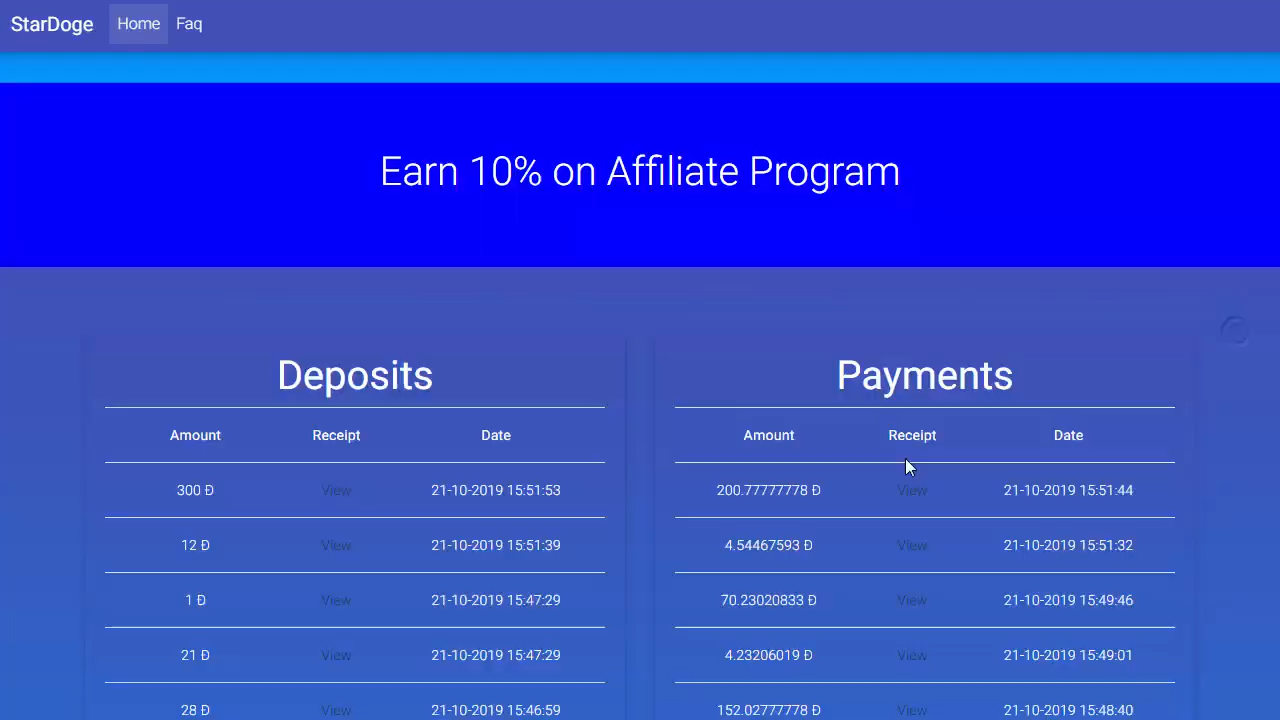 StarDoge Home Faq
Earn 10% on Affiliate Program
Deposits
Amount Receipt Date
300 Đ View 21-10-2019 15:51:53
12 Đ View 21-10-2019 15:51:39
1 Đ View 21-10-2019 15:47:29
21 Đ View 21-10-2019 15:47:29
28 Đ View 21-10-2019 15:46:59
Payments
Amount Receipt Date
200.77777778 Đ View 21-10-2019 15:51:44
4.54467593 Đ View 21-10-2019 15:51:32
70.23020833 Đ View 21-10-2019 15:49:46
4.23206019 Đ View 21-10-2019 15:49:01
152.02777778 Đ View 21-10-2019 15:48:40